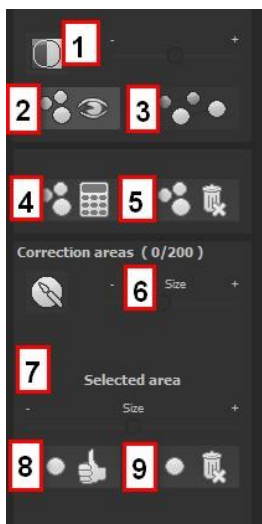 1
- +
2 3
4 5
Correction areas ( 0/200 )
- 6 Size +
7
Selected area
- Size +
8 9